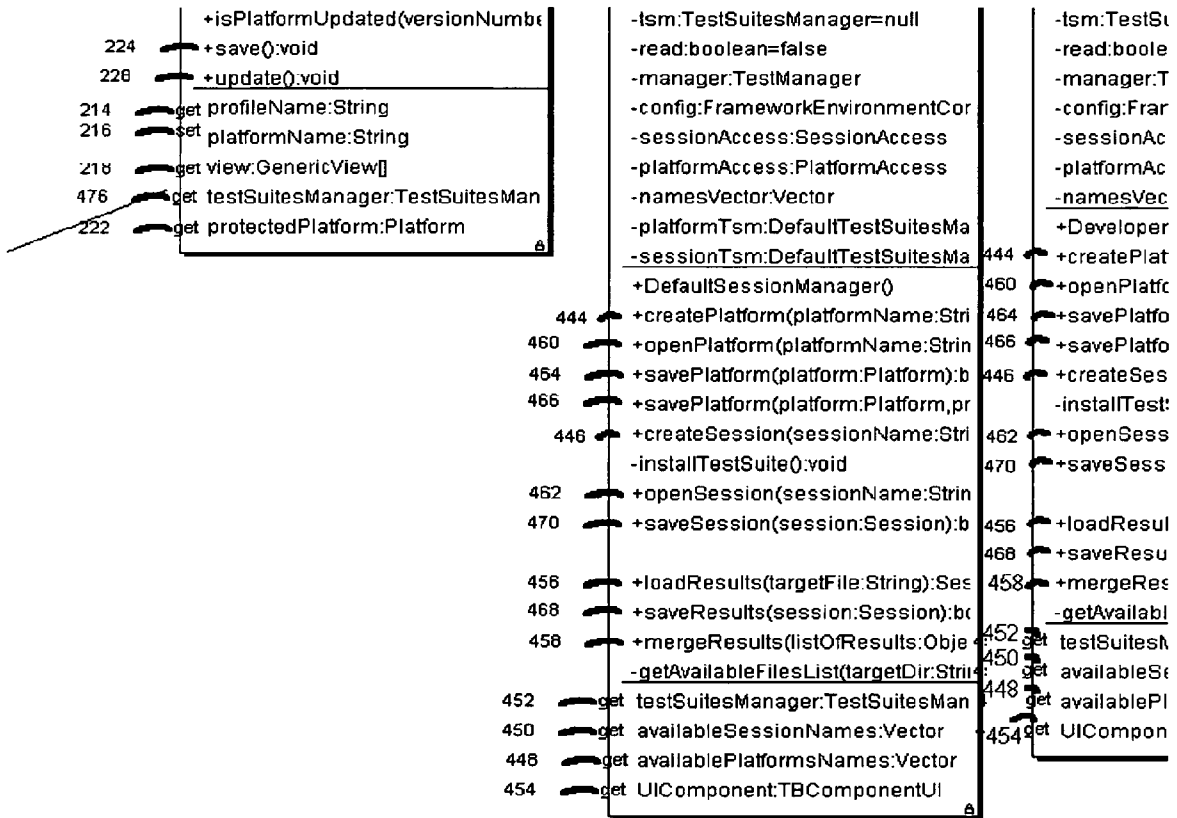 +isPlatformUpdated(versionNumbe
224 +save():void
228 +update():void
214 get profileName:String
216 set platformName:String
218 get view:GenericView[]
476 get testSuitesManager:TestSuitesMan
222 get protectedPlatform:Platform
-tsm:TestSuitesManager=null
-read:boolean=false
-manager:TestManager
-config:FrameworkEnvironmentCor
-sessionAccess:SessionAccess
-platformAccess:PlatformAccess
-namesVector:Vector
-platformTsm:DefaultTestSuitesMa
-sessionTsm:DefaultTestSuitesMa
+DefaultSessionManager()
444 +createPlatform(platformName:Stri
460 +openPlatform(platformName:Strin
464 +savePlatform(platform:Platform):b
466 +savePlatform(platform:Platform,pr
446 +createSession(sessionName:Stri
-installTestSuite():void
462 +openSession(sessionName:Strin
470 +saveSession(session:Session):b
456 +loadResults(targetFile:String):Ses
468 +saveResults(session:Session):bo
458 +mergeResults(listOfResults:Obje
-getAvailableFilesList(targetDir:Strin
452 get testSuitesManager:TestSuitesMan
450 get availableSessionNames:Vector
448 get availablePlatformsNames:Vector
454 get UIComponent:TBComponentUI
-tsm:TestSu
-read:boole
-manager:T
-config:Frar
-sessionAc
-platformAc
-namesVec
+Developer
444 +createPlat
460 +openPlatfo
464 +savePlatfo
466 +savePlatfo
446 +createSes
-installTest
462 +openSess
470 +saveSess
456 +loadResul
468 +saveResu
458 +mergeRes
-getAvailabl
452 get testSuitesM
450 get availableSe
448 get availablePl
454 get UICompon